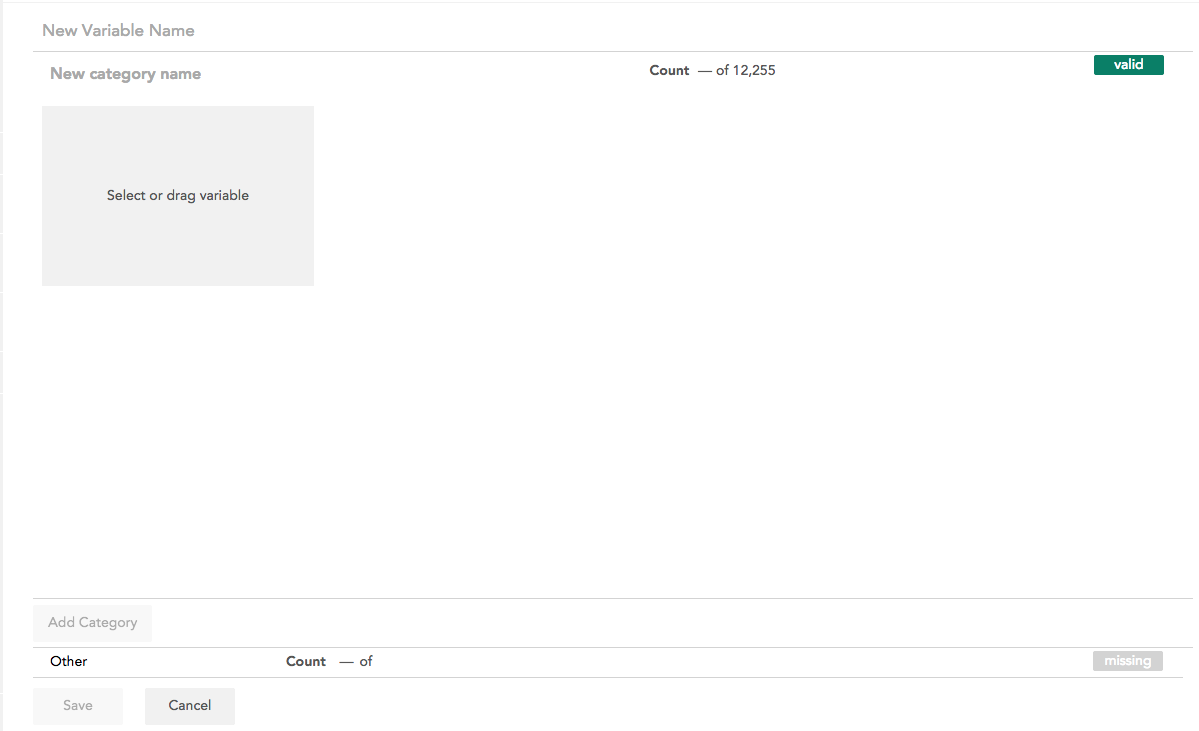 New Variable Name
New category name
Count — of 12,255
valid
Select or drag variable
Add Category
Other
Count — of
missing
Save
Cancel